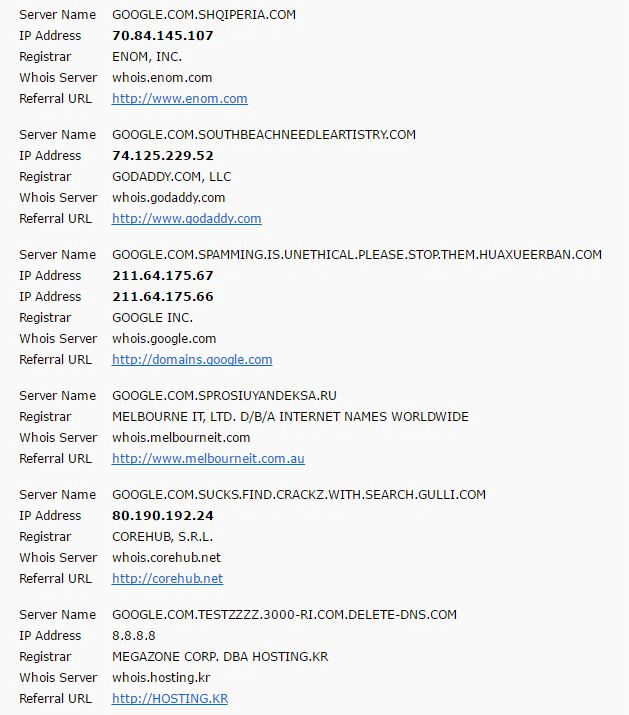 Server Name GOOGLE.COM.SHQIPERIA.COM
IP Address 70.84.145.107
Registrar ENOM, INC.
Whois Server whois.enom.com
Referral URL http://www.enom.com
Server Name GOOGLE.COM.SOUTHBEACHNEEDLEARTISTRY.COM
IP Address 74.125.229.52
Registrar GODADDY.COM, LLC
Whois Server whois.godaddy.com
Referral URL http://www.godaddy.com
Server Name GOOGLE.COM.SPAMMING.IS.UNETHICAL.PLEASE.STOP.THEM.HUAXUEERBAN.COM
IP Address 211.64.175.67
IP Address 211.64.175.66
Registrar GOOGLE INC.
Whois Server whois.google.com
Referral URL http://domains.google.com
Server Name GOOGLE.COM.SPROSIUYANDEKSA.RU
Registrar MELBOURNE IT, LTD. D/B/A INTERNET NAMES WORLDWIDE
Whois Server whois.melbourneit.com
Referral URL http://www.melbourneit.com.au
Server Name GOOGLE.COM.SUCKS.FIND.CRACKZ.WITH.SEARCH.GULLI.COM
IP Address 80.190.192.24
Registrar COREHUB, S.R.L.
Whois Server whois.corehub.net
Referral URL http://corehub.net
Server Name GOOGLE.COM.TESTZZZZ.3000-RI.COM.DELETE-DNS.COM
IP Address 8.8.8.8
Registrar MEGAZONE CORP. DBA HOSTING.KR
Whois Server whois.hosting.kr
Referral URL http://HOSTING.KR